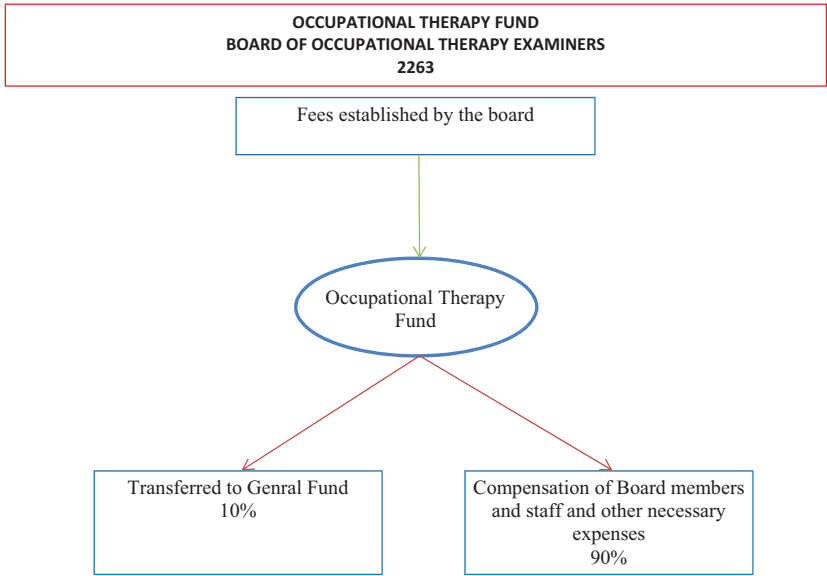 OCCUPATIONAL THERAPY FUND
BOARD OF OCCUPATIONAL THERAPY EXAMINERS
2263
Fees established by the board
Occupational Therapy
Fund
Transferred to Genral Fund
10%
Compensation of Board members
and staff and other necessary
expenses
90%